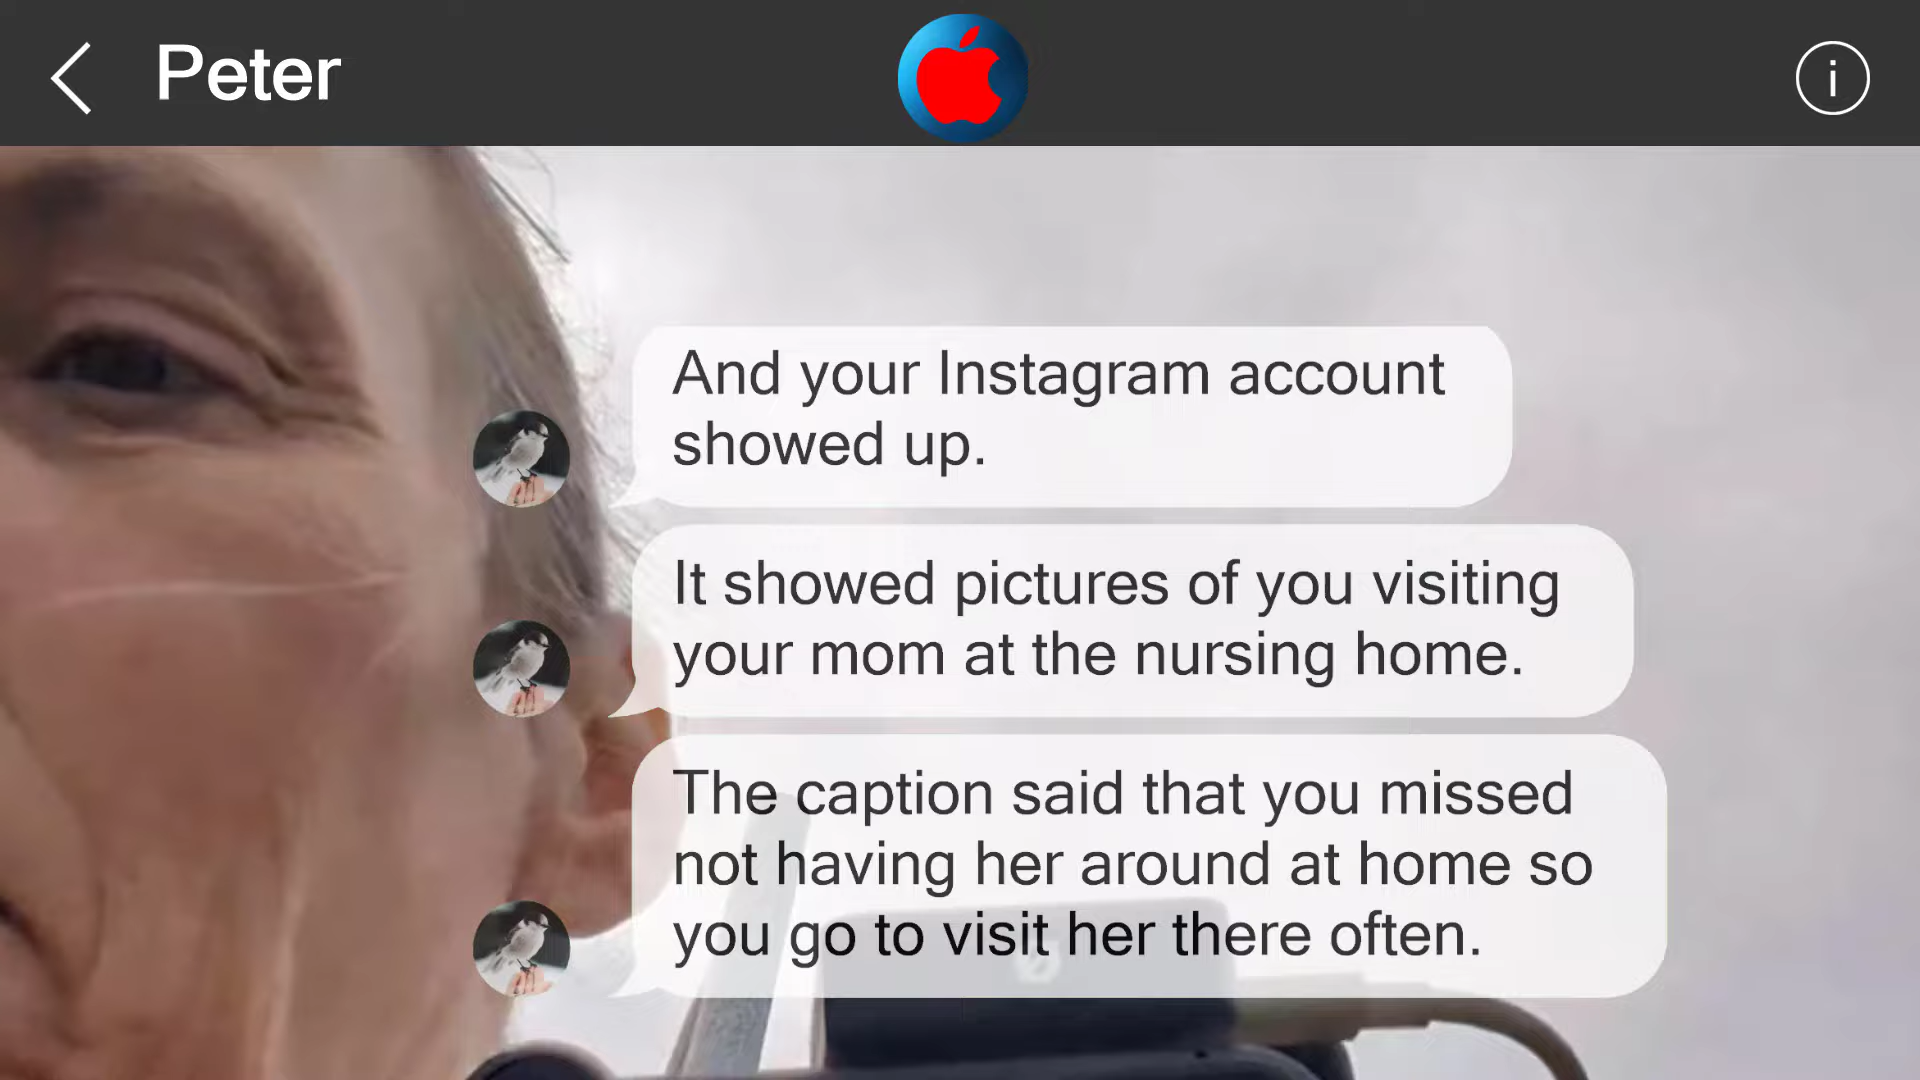 Peter
i
And your Instagram account
showed up.
It showed pictures of you visiting
your mom at the nursing home.
The caption said that you missed
not having her around at home so
you go to visit her there often.